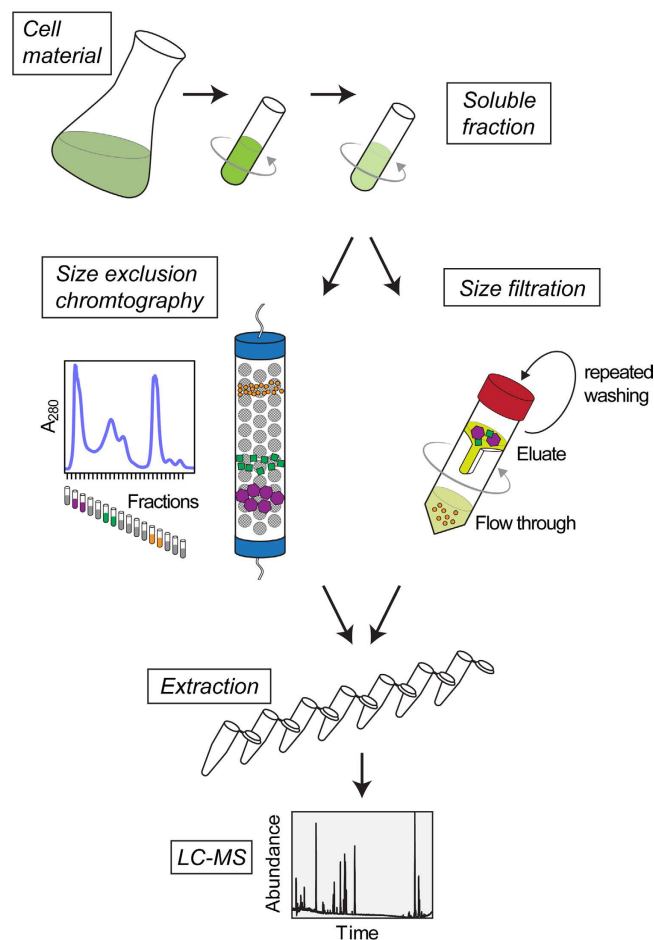 Cell
material
Soluble
fraction
Size exclusion
chromtography
Size filtration
A280
Fractions
repeated
washing
Eluate
Flow through
Extraction
LC-MS
Abundance
Time